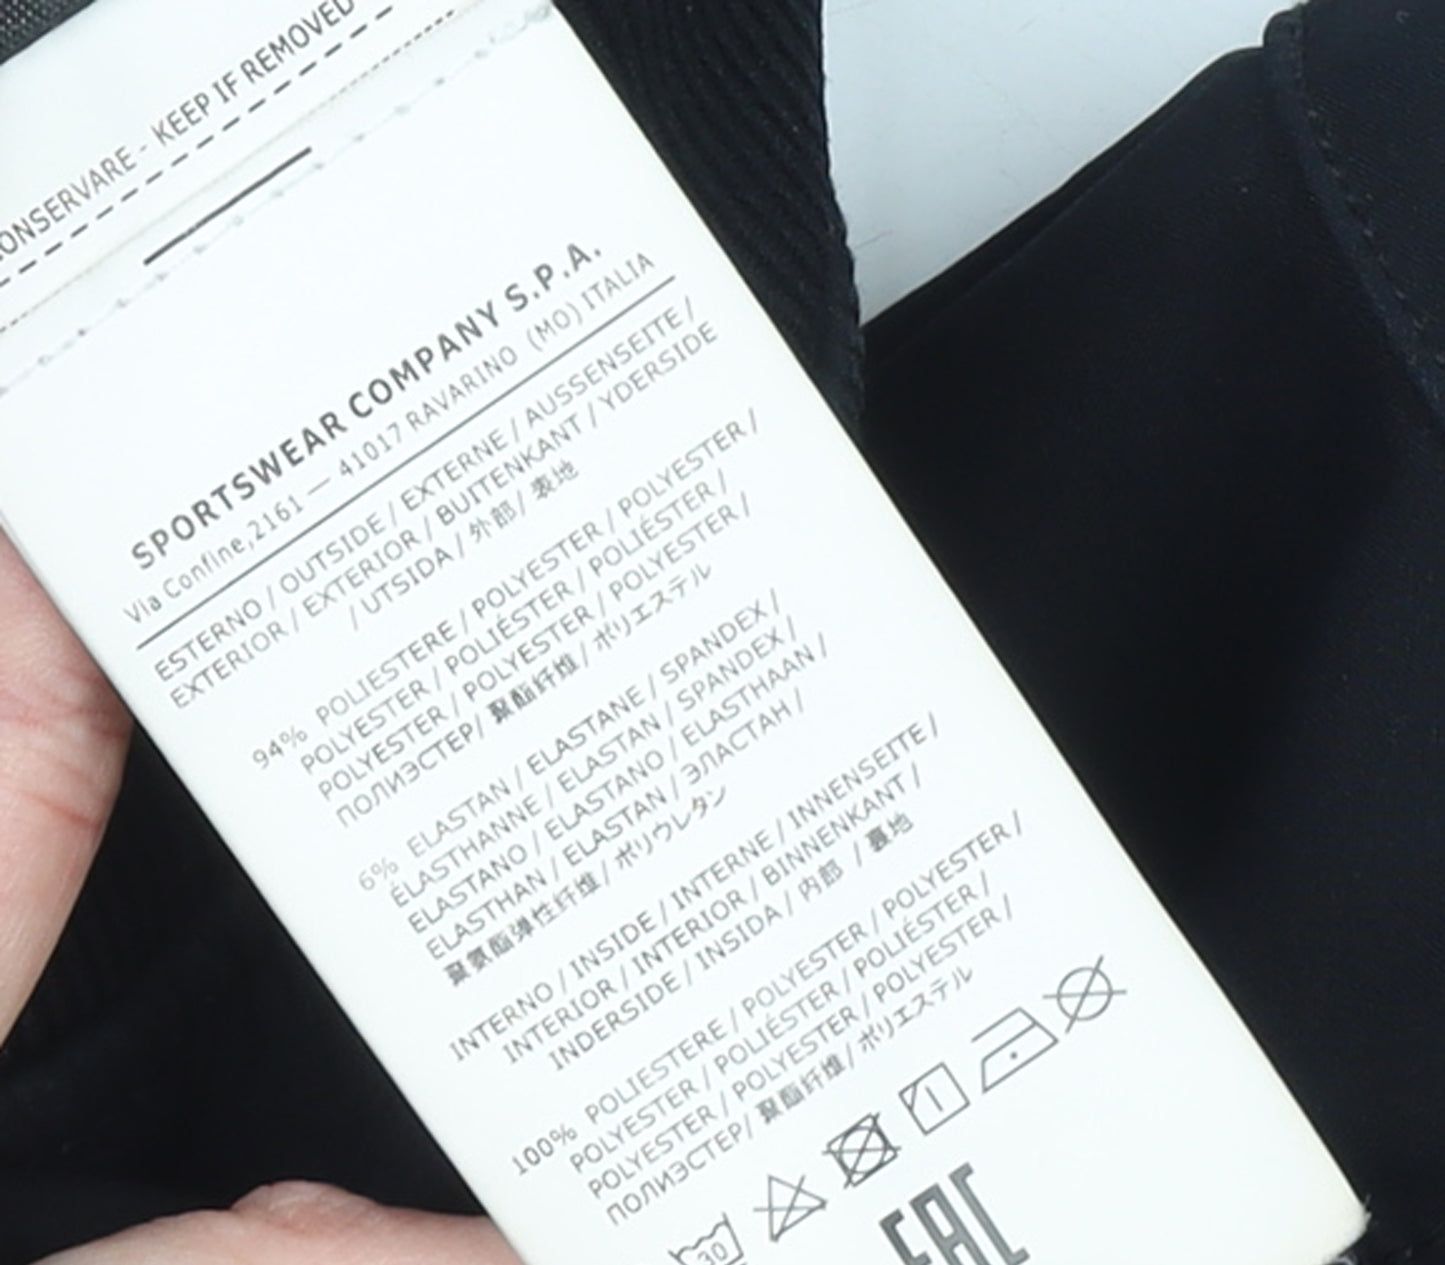 ONSERVARE - KEEP IF REMOVED
SPORTSWEAR COMPANY S.P.A.
Via Confine,2161 — 41017 RAVARINO (MO) ITALIA
ESTERNO / OUTSIDE / EXTERNE / AUSSENSEITE /
EXTERIOR / EXTERIOR / BUITENKANT / YDERSIDE
/ UTSIDA / 外部 / 表地
94% POLIESTERE / POLYESTER / POLYESTER /
POLYESTER / POLIÉSTER / POLIÉSTER /
POLYESTER / POLYESTER / POLYESTER /
ПОЛИЭСТЕР/ 聚酯纤维 / ポリエステル
6% ELASTAN / ELASTANE / SPANDEX /
ÉLASTHANNE / ELASTAN / SPANDEX /
ELASTANO / ELASTANO / ELASTHAAN /
ELASTHAN / ELASTAN / ЭЛАСТАН /
聚氨酯弹性纤维 / ポリウレタン
INTERNO / INSIDE / INTERNE / INNENSEITE /
INTERIOR / INTERIOR / BINNENKANT /
INDERSIDE / INSIDA / 内部 / 裏地
100% POLIESTERE / POLYESTER / POLYESTER /
POLYESTER / POLIÉSTER / POLIÉSTER /
POLYESTER / POLYESTER / POLYESTER /
ПОЛИЭСТЕР/ 聚酯纤维 / ポリエステル
30
EAC